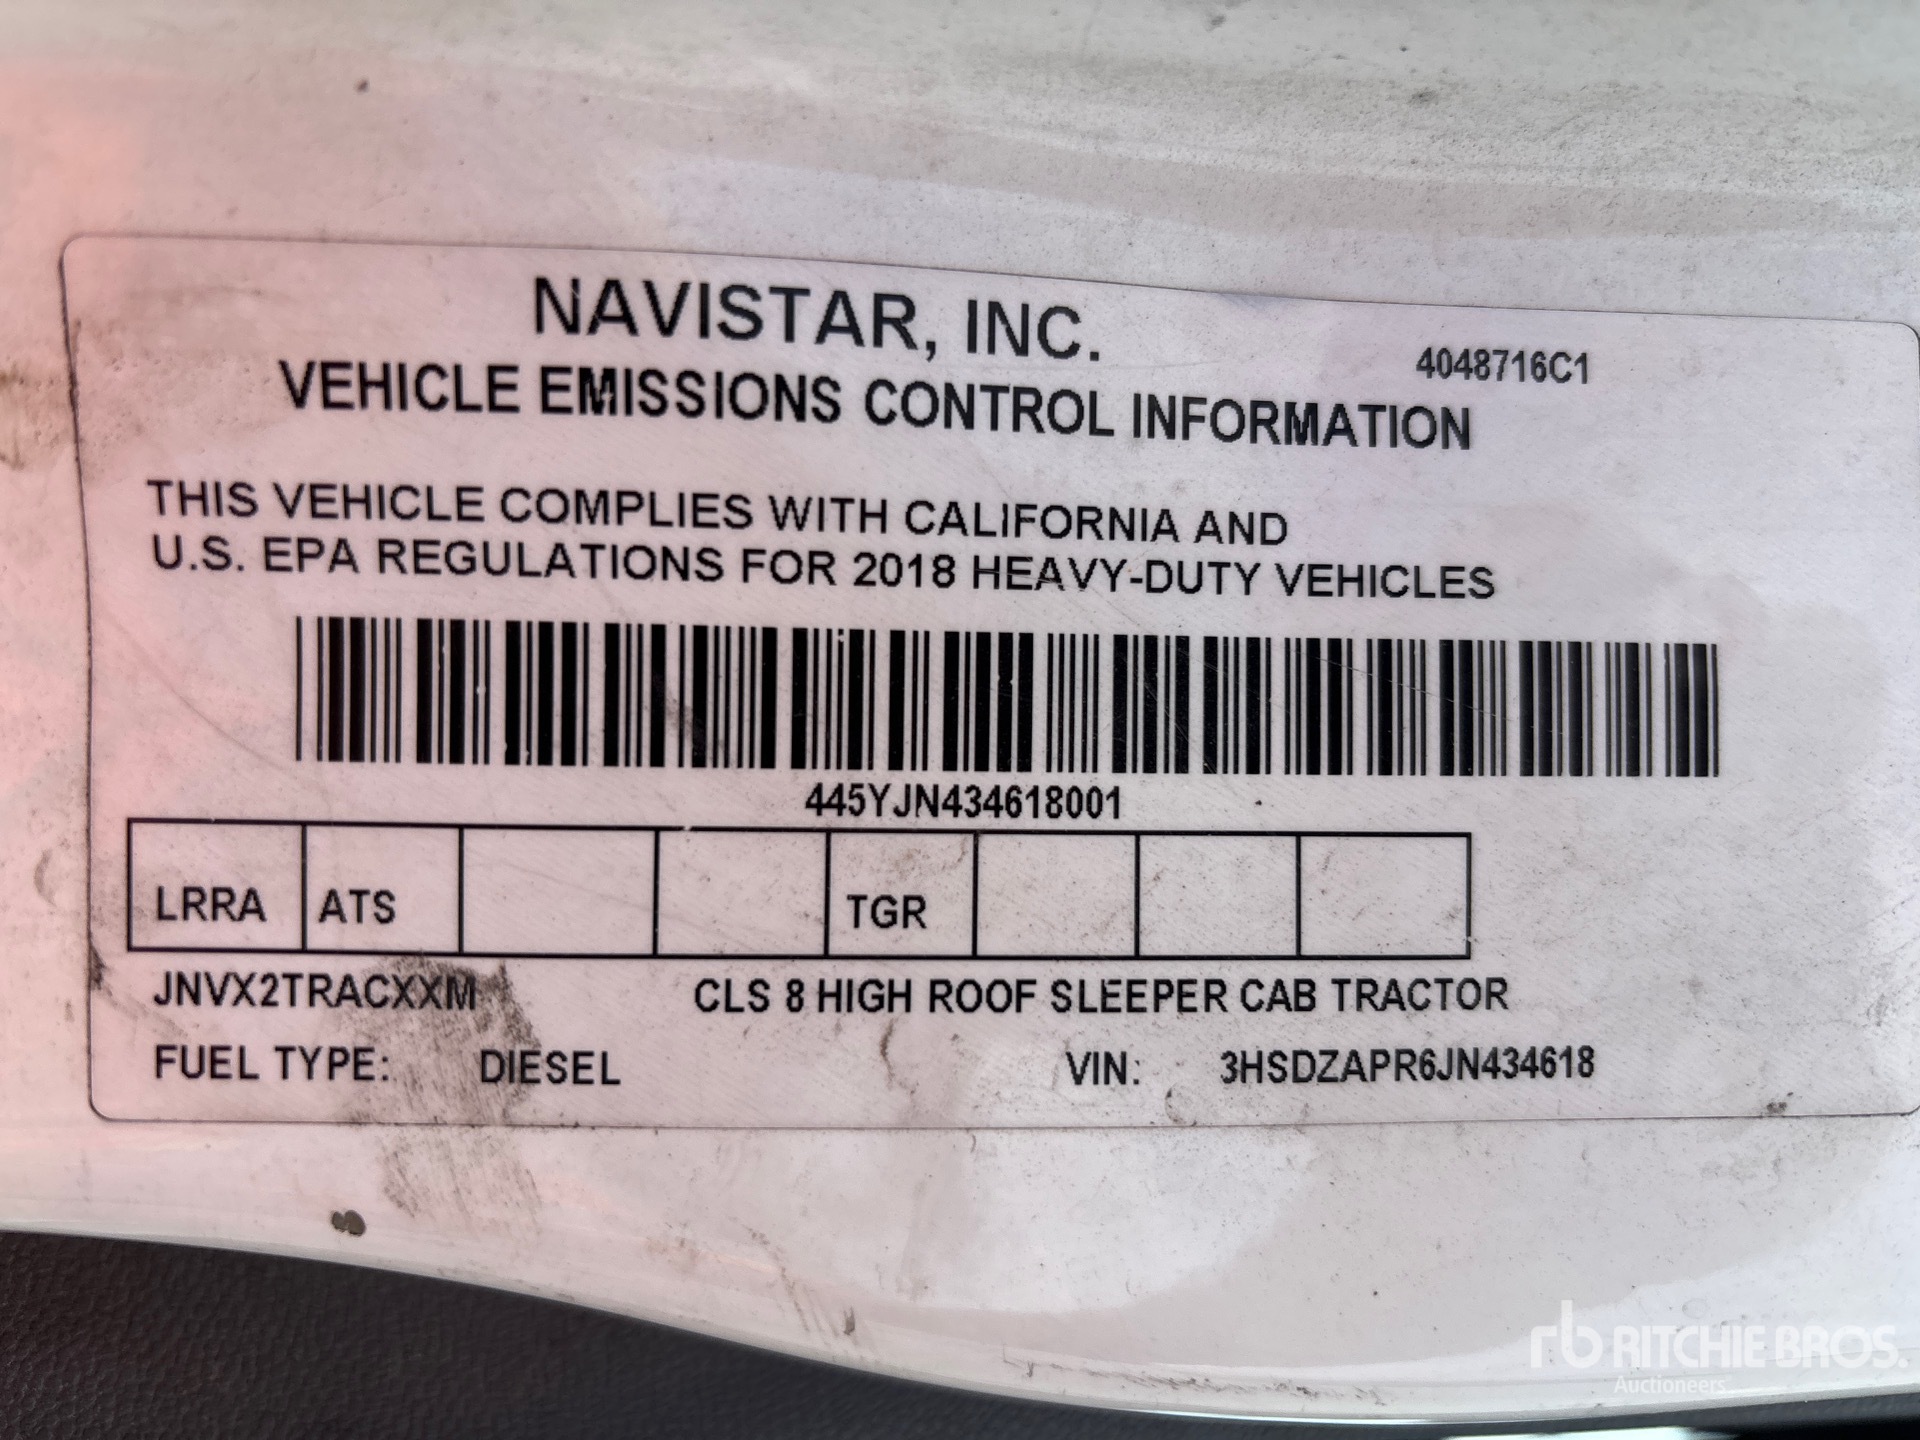 NAVISTAR, INC.
4048716C1
VEHICLE EMISSIONS CONTROL INFORMATION
THIS VEHICLE COMPLIES WITH CALIFORNIA AND
U.S. EPA REGULATIONS FOR 2018 HEAVY-DUTY VEHICLES
445YJN434618001
LRRA ATS TGR
JNVX2TRACXXM CLS 8 HIGH ROOF SLEEPER CAB TRACTOR
FUEL TYPE: DIESEL VIN: 3HSDZAPR6JN434618
rb RITCHIE BROS.
Auctioneers